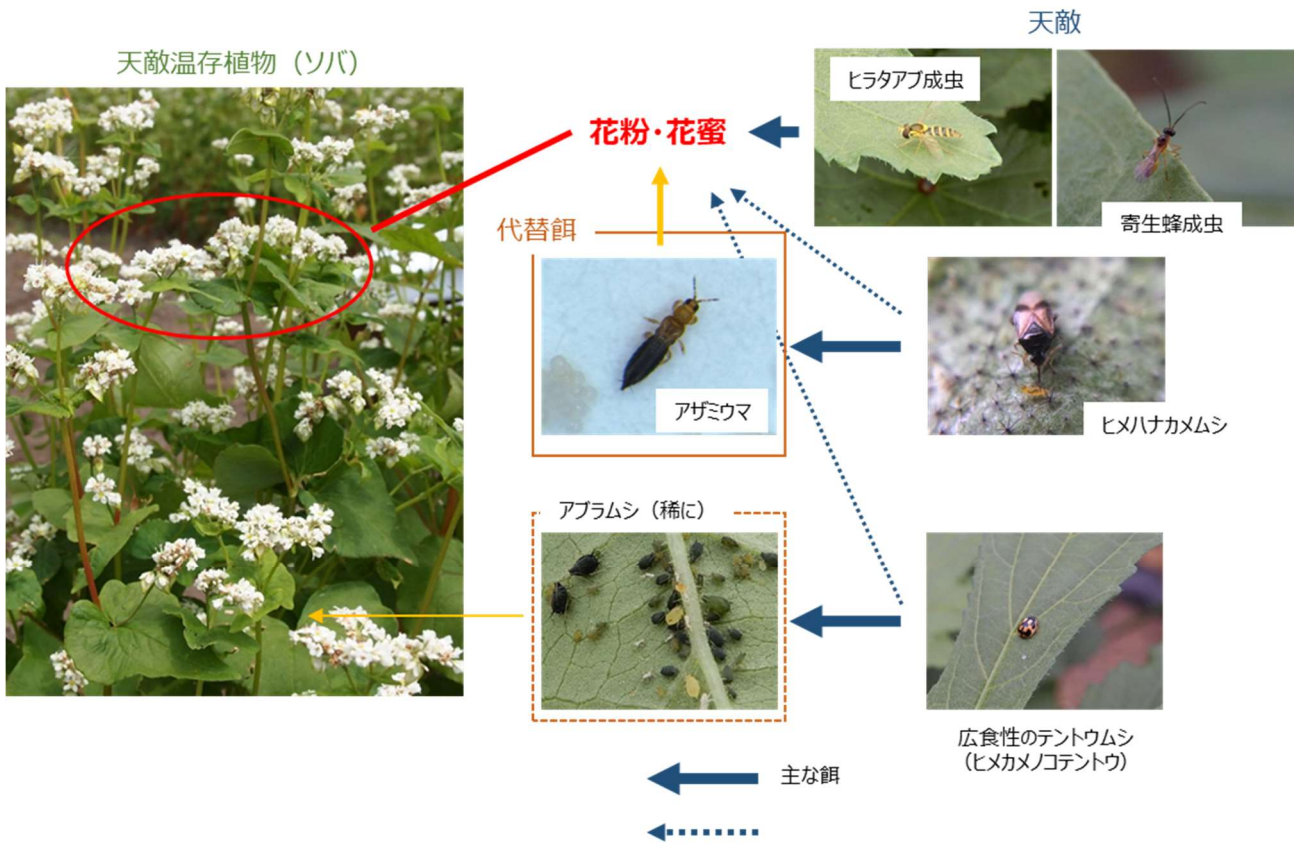 天敵
天敵温存植物（ソバ）
ヒラタアブ成虫
花粉・花蜜
寄生蜂成虫
代替餌
アザミウマ
ヒメハナカメムシ
アブラムシ（稀に）
広食性のテントウムシ
（ヒメカメノコテントウ）
主な餌